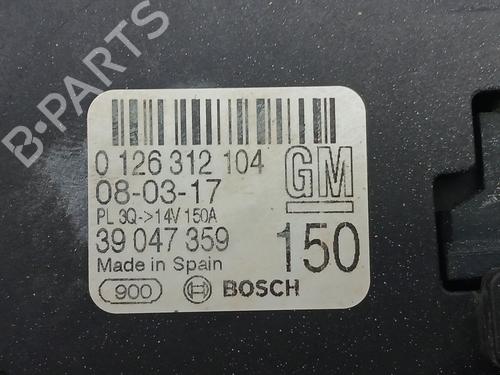 B-PARTS
0 126 312 104
08-03-17
GM
PL 3Q->14V 150A
39 047 359
150
Made in Spain
900 BOSCH